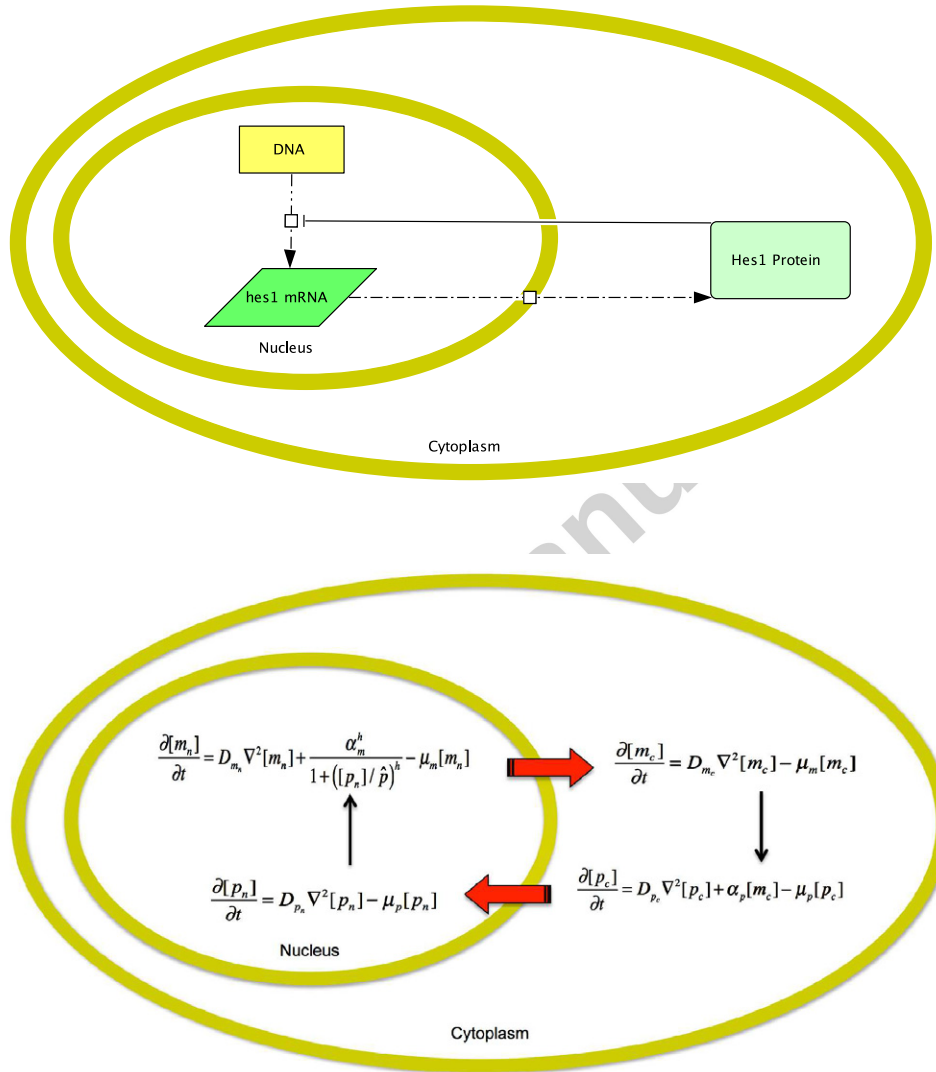 DNA
Hes1 Protein
hes1 mRNA
Nucleus
Cytoplasm
∂[m_n]/∂t = D_{m_n} ∇²[m_n] + α_m^h / (1 + ([p_n] / p̂)^h) − μ_m[m_n]
∂[m_c]/∂t = D_{m_c} ∇²[m_c] − μ_m[m_c]
∂[p_n]/∂t = D_{p_n} ∇²[p_n] − μ_p[p_n]
∂[p_c]/∂t = D_{p_c} ∇²[p_c] + α_p[m_c] − μ_p[p_c]
Nucleus
Cytoplasm